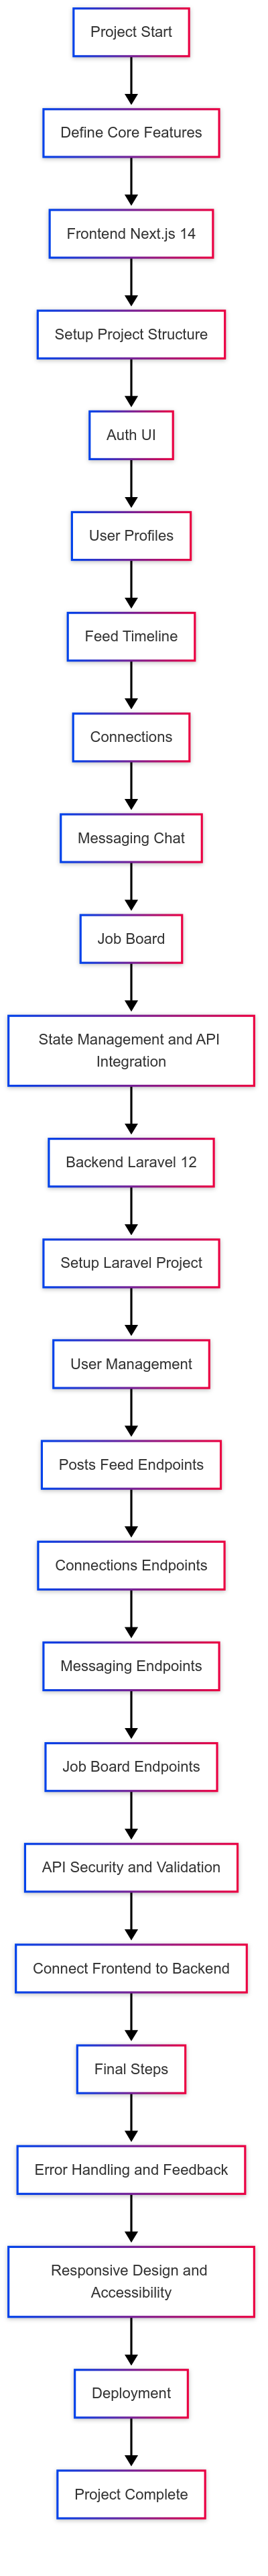 Project Start
Define Core Features
Frontend Next.js 14
Setup Project Structure
Auth UI
User Profiles
Feed Timeline
Connections
Messaging Chat
Job Board
State Management and API
Integration
Backend Laravel 12
Setup Laravel Project
User Management
Posts Feed Endpoints
Connections Endpoints
Messaging Endpoints
Job Board Endpoints
API Security and Validation
Connect Frontend to Backend
Final Steps
Error Handling and Feedback
Responsive Design and
Accessibility
Deployment
Project Complete